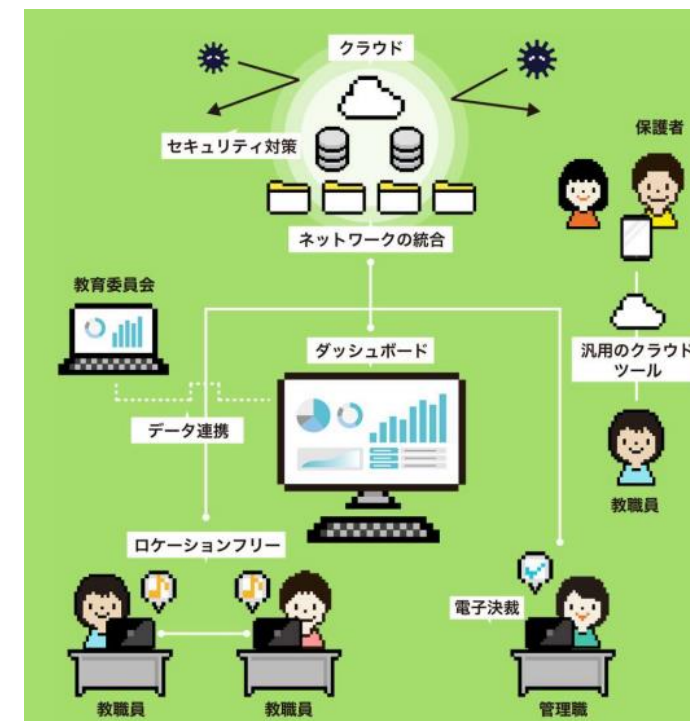 クラウド
セキュリティ対策
保護者
ネットワークの統合
教育委員会
ダッシュボード
汎用のクラウド
ツール
データ連携
教職員
ロケーションフリー
電子決裁
教職員
教職員
管理職